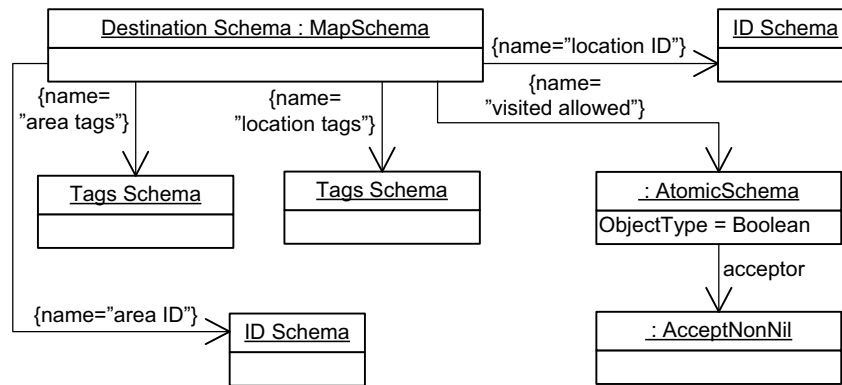 Destination Schema : MapSchema
{name=”location ID”}
ID Schema
{name=
”area tags”}
{name=
”location tags”}
{name=
”visited allowed”}
Tags Schema
Tags Schema
: AtomicSchema
ObjectType = Boolean
acceptor
{name=”area ID”}
ID Schema
: AcceptNonNil